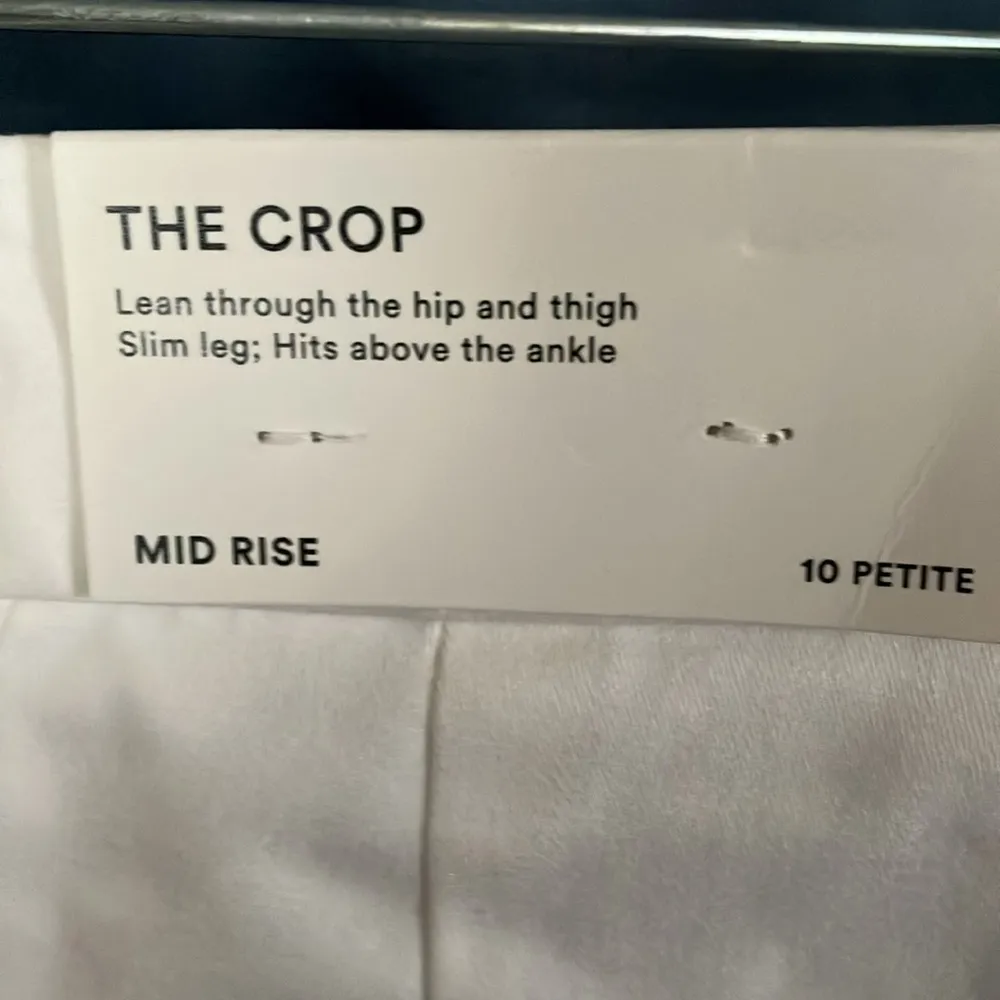 THE CROP
Lean through the hip and thigh
Slim leg; Hits above the ankle
MID RISE
10 PETITE